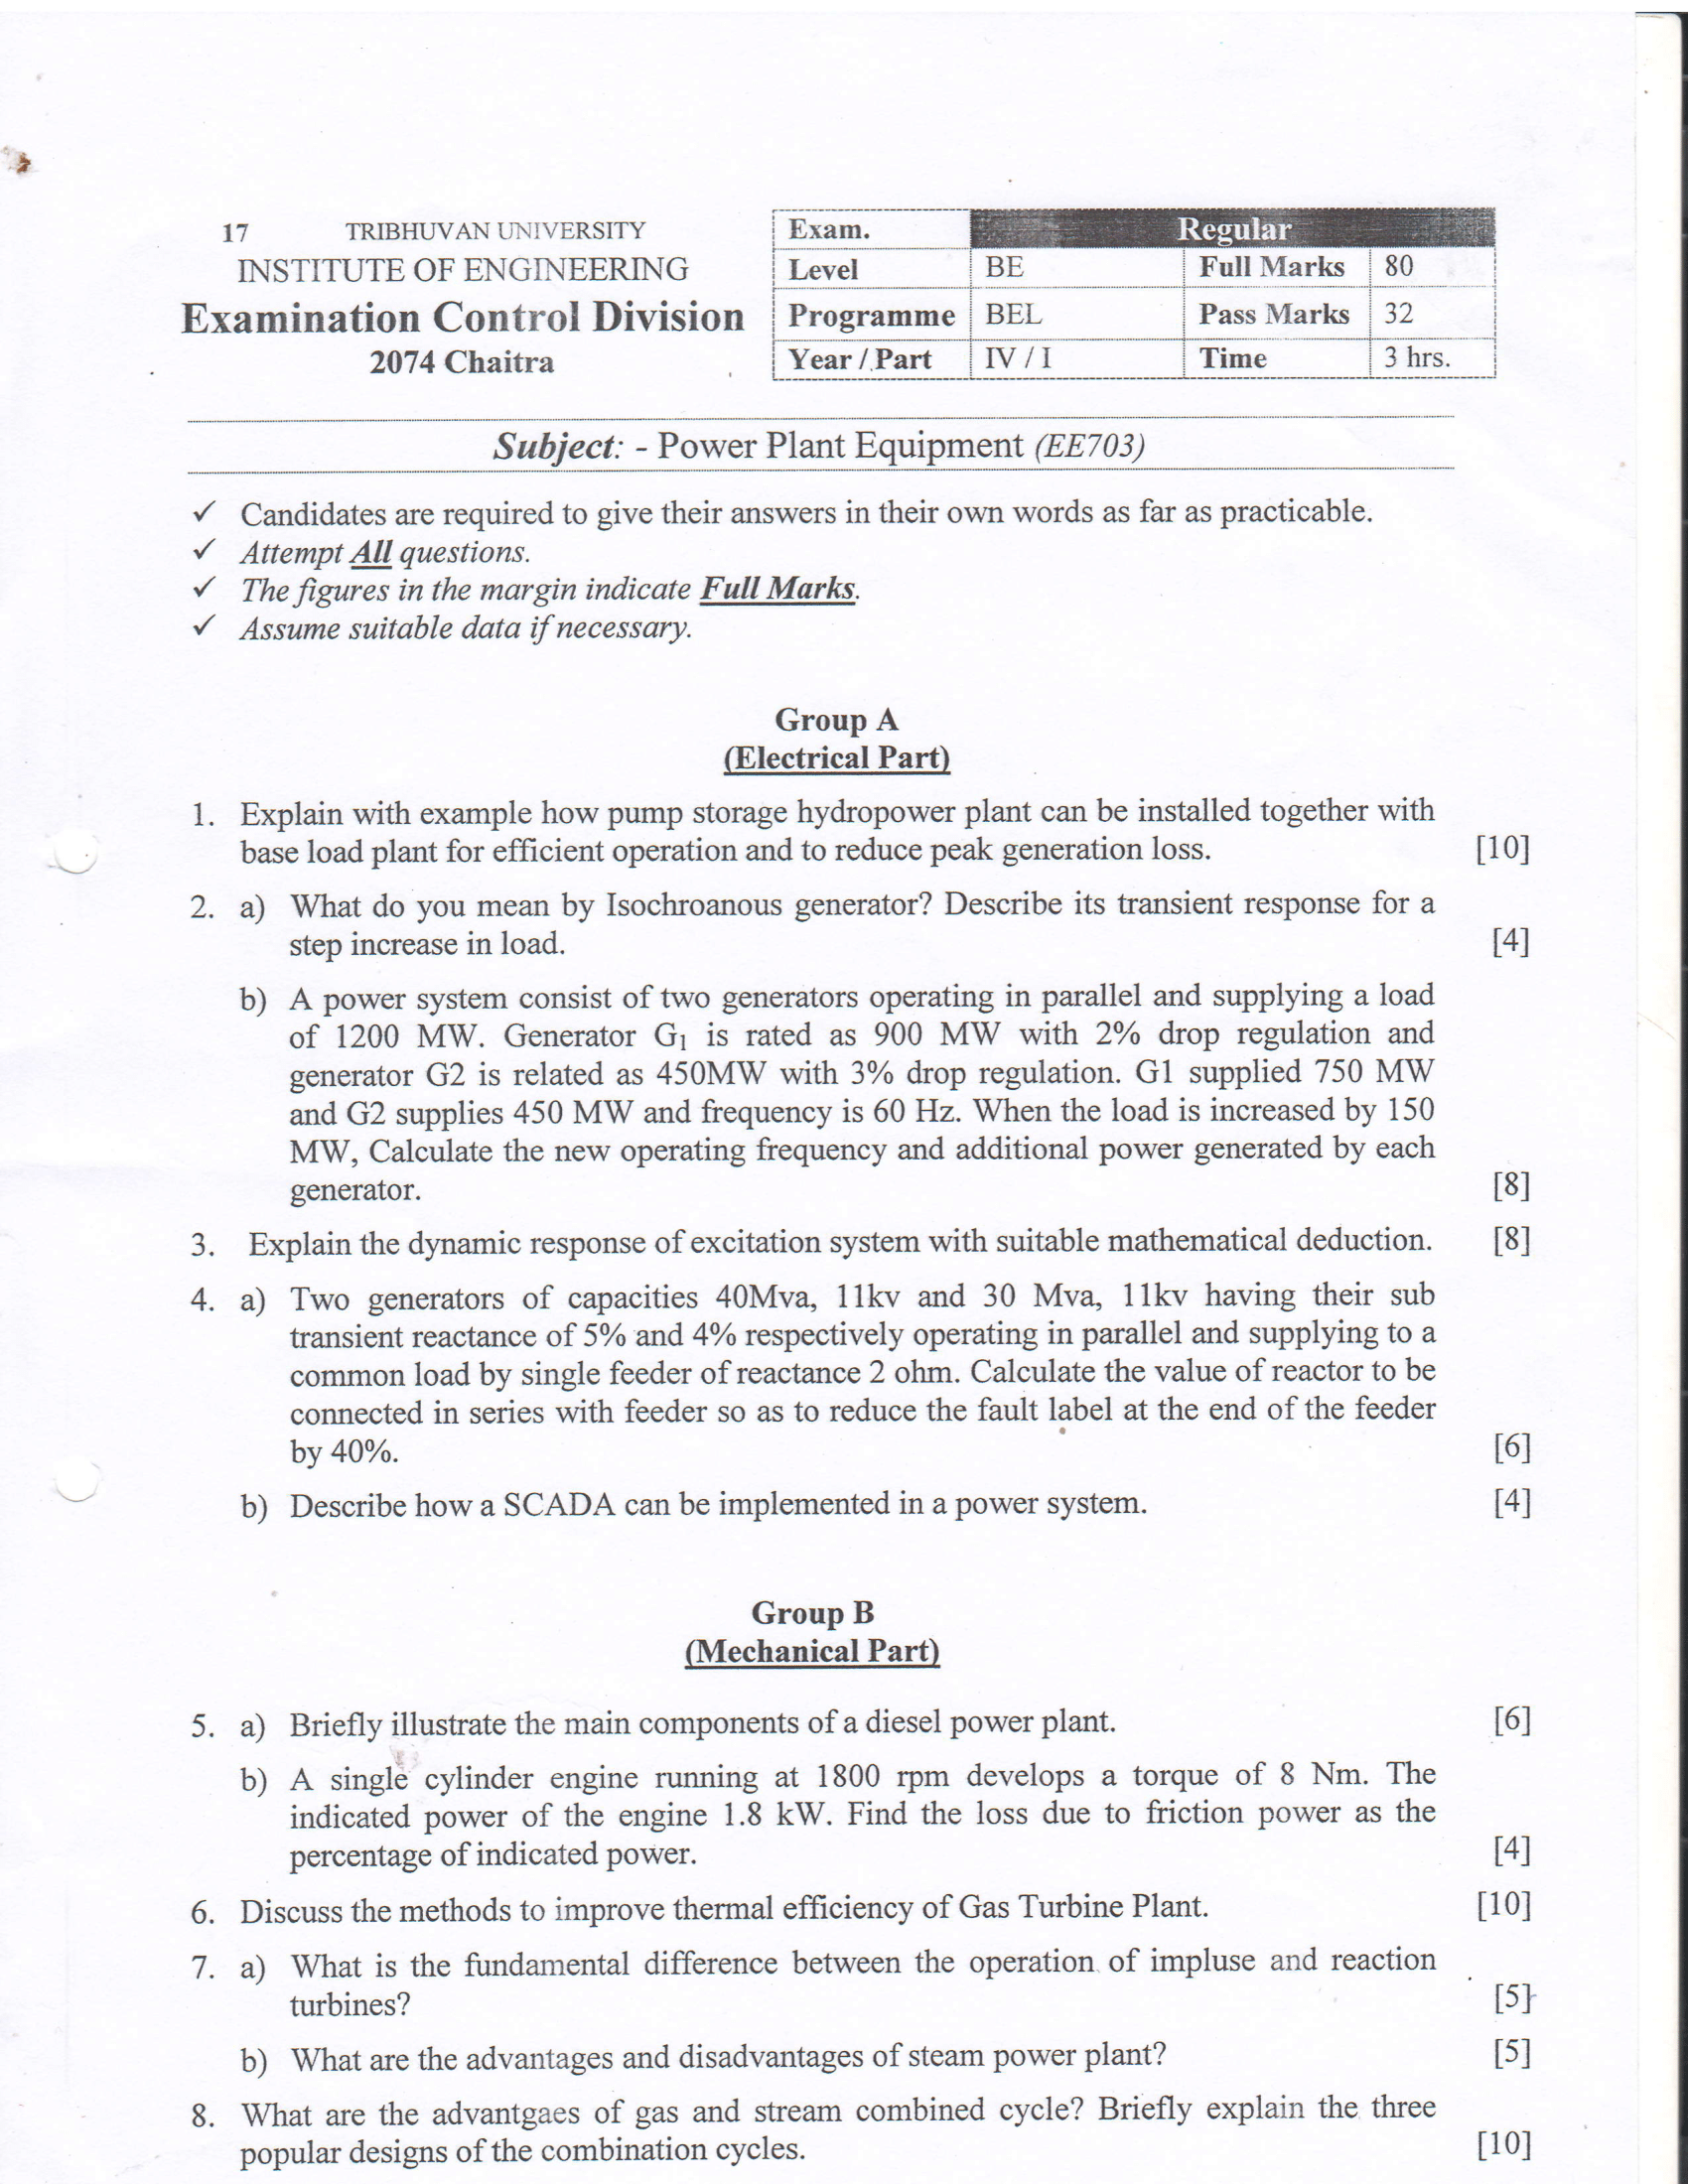 17 TRIBHUVAN UNIVERSITY
INSTITUTE OF ENGINEERING
Examination Control Division
2074 Chaitra
Exam. Regular
Level BE Full Marks 80
Programme BEL Pass Marks 32
Year / Part IV / I Time 3 hrs.
Subject: - Power Plant Equipment (EE703)
✓ Candidates are required to give their answers in their own words as far as practicable.
✓ Attempt All questions.
✓ The figures in the margin indicate Full Marks.
✓ Assume suitable data if necessary.
Group A
(Electrical Part)
1. Explain with example how pump storage hydropower plant can be installed together with
base load plant for efficient operation and to reduce peak generation loss. [10]
2. a) What do you mean by Isochroanous generator? Describe its transient response for a
step increase in load. [4]
b) A power system consist of two generators operating in parallel and supplying a load
of 1200 MW. Generator G1 is rated as 900 MW with 2% drop regulation and
generator G2 is related as 450MW with 3% drop regulation. G1 supplied 750 MW
and G2 supplies 450 MW and frequency is 60 Hz. When the load is increased by 150
MW, Calculate the new operating frequency and additional power generated by each
generator. [8]
3. Explain the dynamic response of excitation system with suitable mathematical deduction. [8]
4. a) Two generators of capacities 40Mva, 11kv and 30 Mva, 11kv having their sub
transient reactance of 5% and 4% respectively operating in parallel and supplying to a
common load by single feeder of reactance 2 ohm. Calculate the value of reactor to be
connected in series with feeder so as to reduce the fault label at the end of the feeder
by 40%. [6]
b) Describe how a SCADA can be implemented in a power system. [4]
Group B
(Mechanical Part)
5. a) Briefly illustrate the main components of a diesel power plant. [6]
b) A single cylinder engine running at 1800 rpm develops a torque of 8 Nm. The
indicated power of the engine 1.8 kW. Find the loss due to friction power as the
percentage of indicated power. [4]
6. Discuss the methods to improve thermal efficiency of Gas Turbine Plant. [10]
7. a) What is the fundamental difference between the operation of impluse and reaction
turbines? [5]
b) What are the advantages and disadvantages of steam power plant? [5]
8. What are the advantgaes of gas and stream combined cycle? Briefly explain the three
popular designs of the combination cycles. [10]